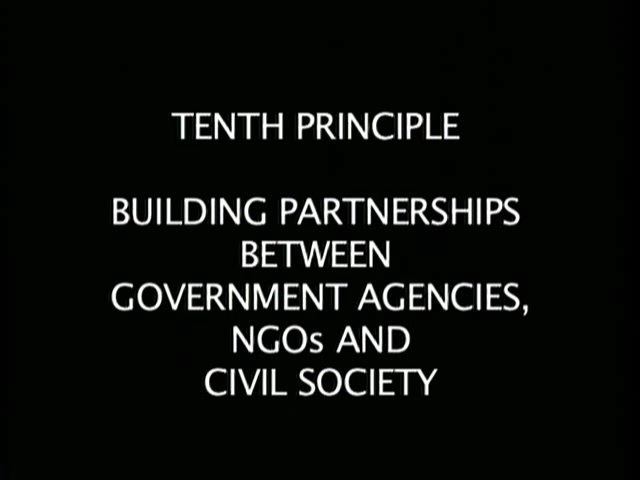 TENTH PRINCIPLE
BUILDING PARTNERSHIPS
BETWEEN
GOVERNMENT AGENCIES,
NGOs AND
CIVIL SOCIETY